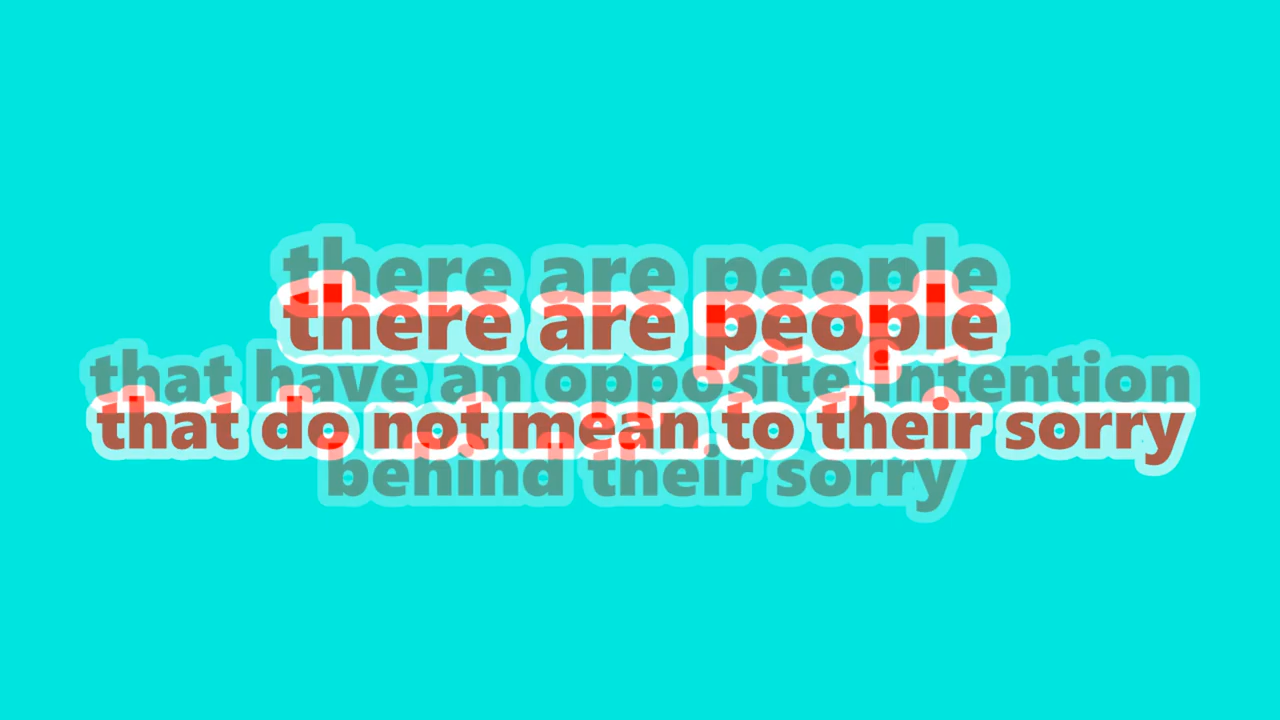 there are people
there are people
that have an opposite intention
that do not mean to their sorry
behind their sorry